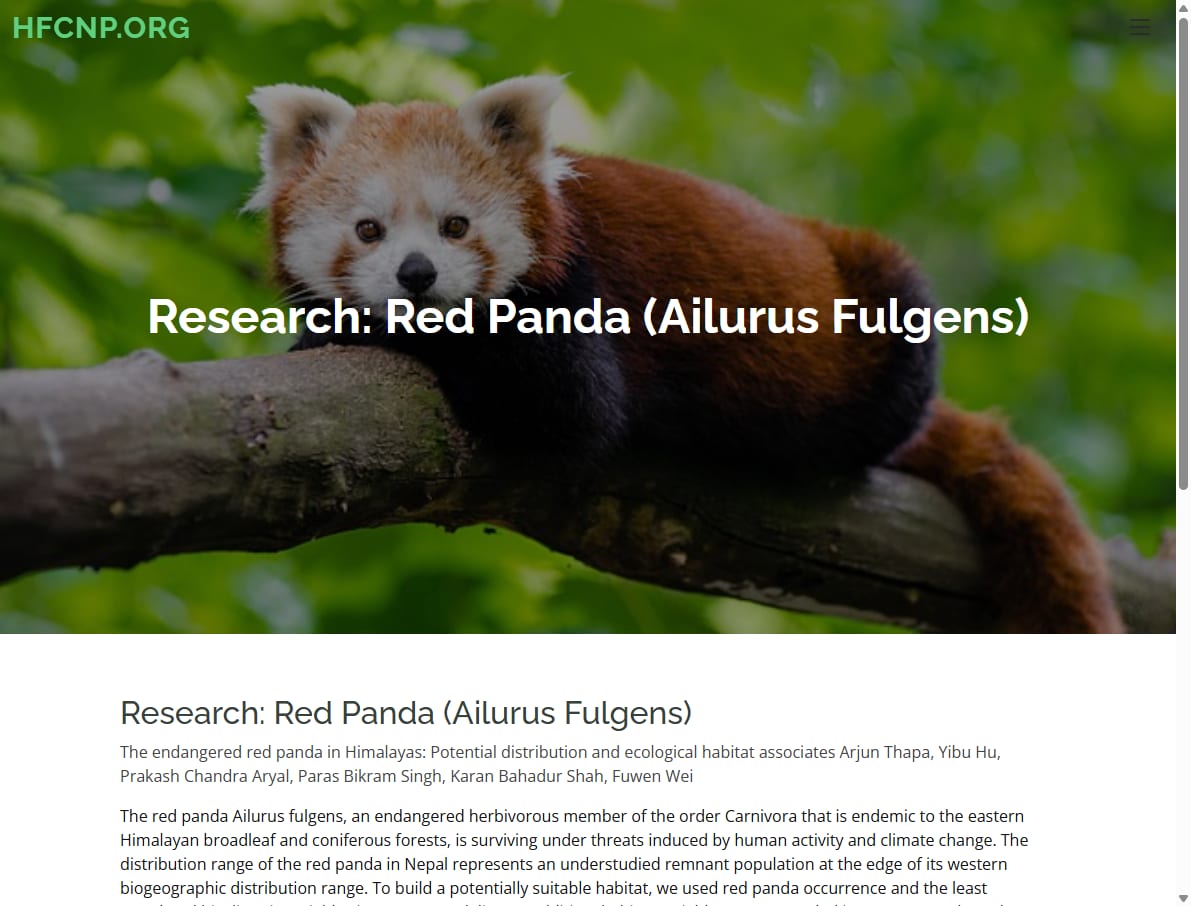 HFCNP.ORG
Research: Red Panda (Ailurus Fulgens)
Research: Red Panda (Ailurus Fulgens)
The endangered red panda in Himalayas: Potential distribution and ecological habitat associates Arjun Thapa, Yibu Hu,
Prakash Chandra Aryal, Paras Bikram Singh, Karan Bahadur Shah, Fuwen Wei
The red panda Ailurus fulgens, an endangered herbivorous member of the order Carnivora that is endemic to the eastern
Himalayan broadleaf and coniferous forests, is surviving under threats induced by human activity and climate change. The
distribution range of the red panda in Nepal represents an understudied remnant population at the edge of its western
biogeographic distribution range. To build a potentially suitable habitat, we used red panda occurrence and the least